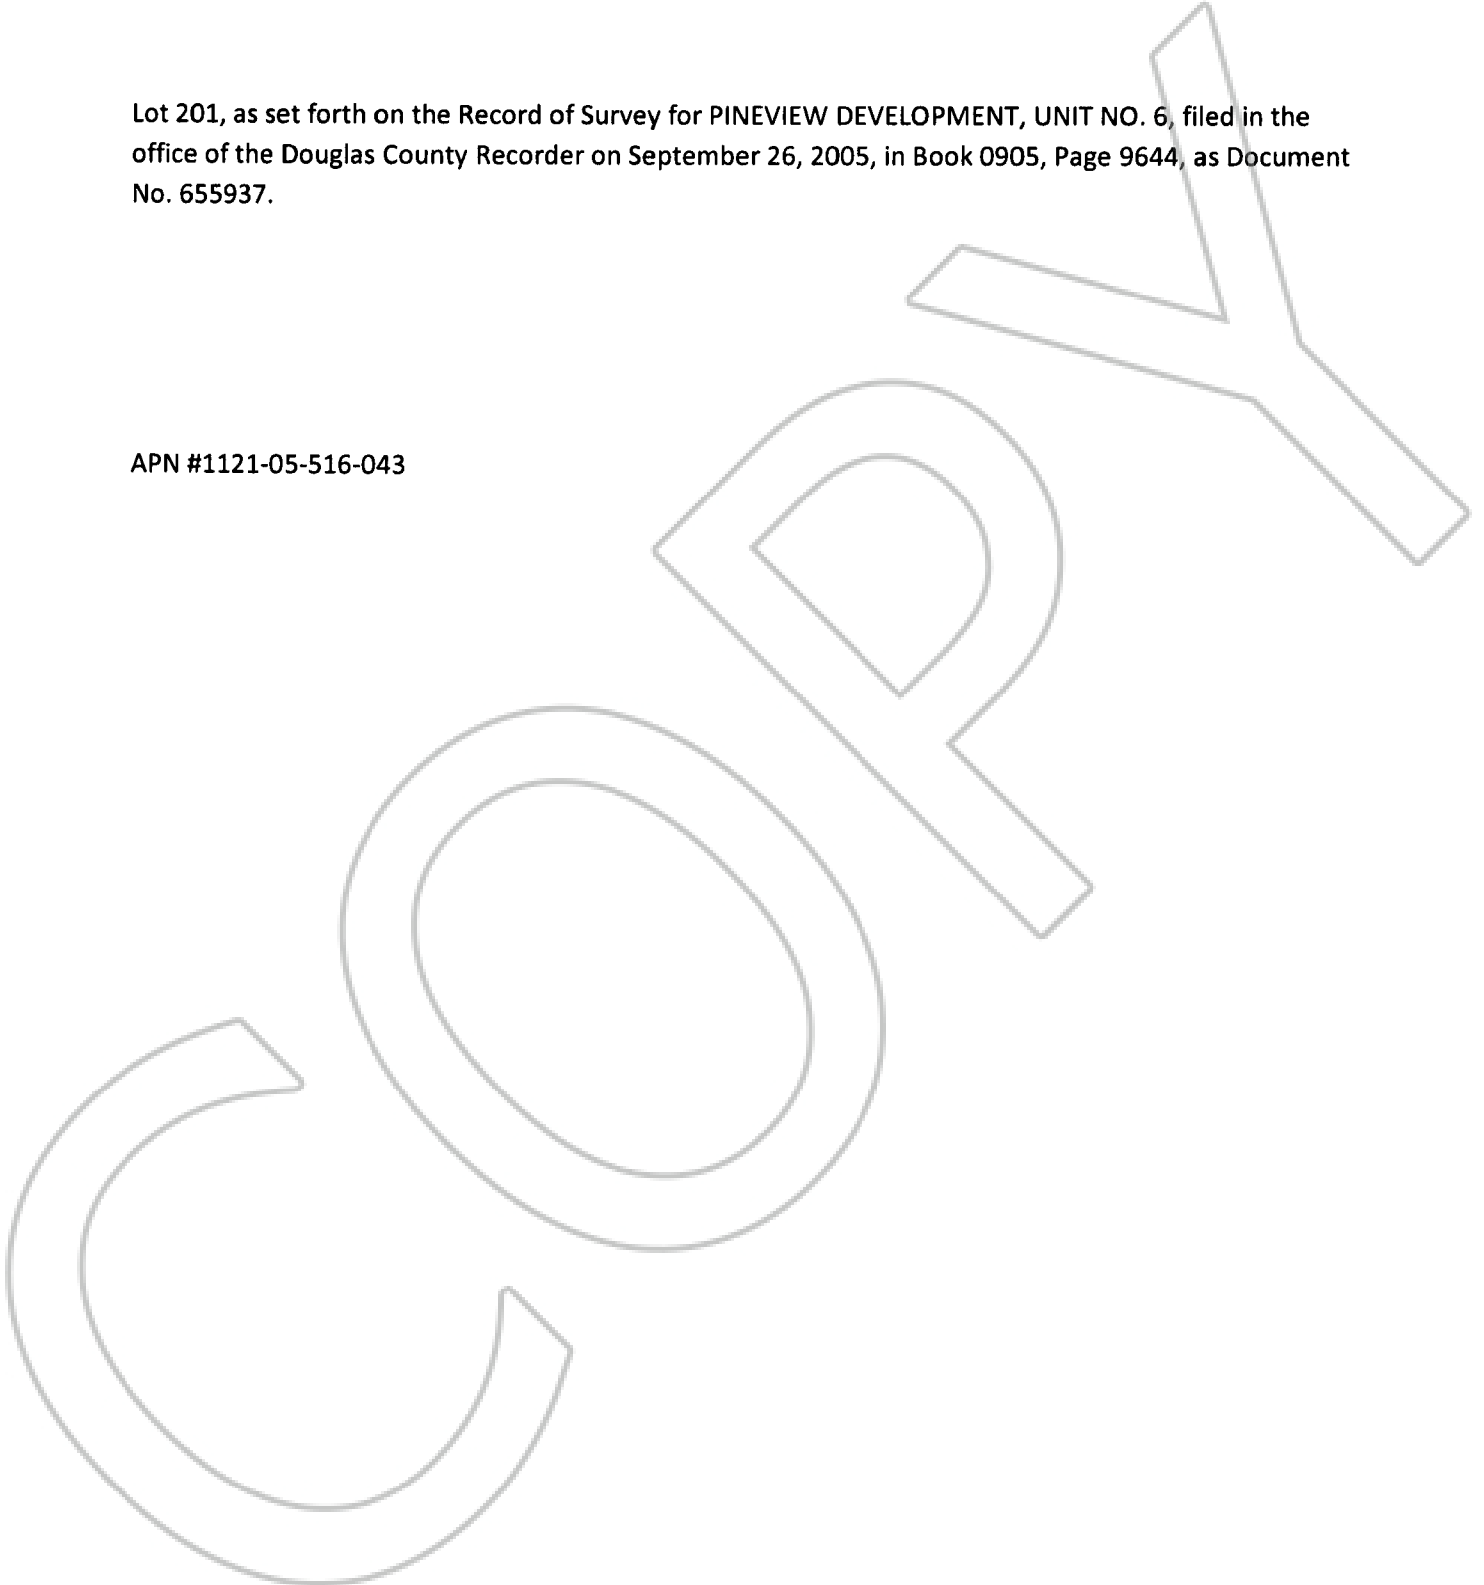 Lot 201, as set forth on the Record of Survey for PINEVIEW DEVELOPMENT, UNIT NO. 6, filed in the
office of the Douglas County Recorder on September 26, 2005, in Book 0905, Page 9644, as Document
No. 655937.
APN #1121-05-516-043
COPY